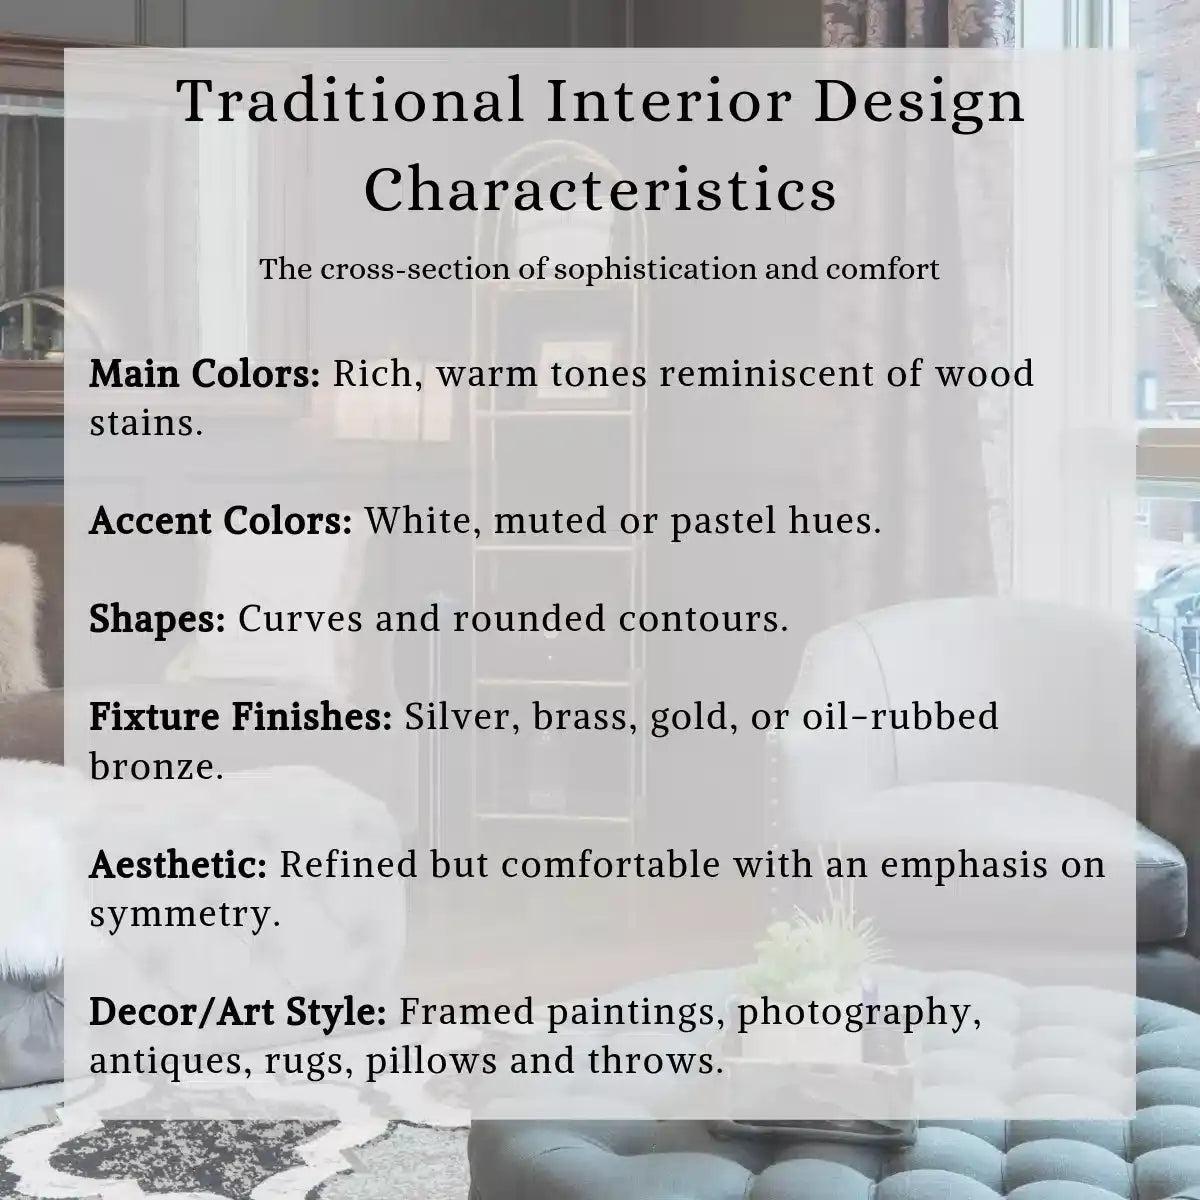 Traditional Interior Design
Characteristics
The cross-section of sophistication and comfort
Main Colors: Rich, warm tones reminiscent of wood
stains.
Accent Colors: White, muted or pastel hues.
Shapes: Curves and rounded contours.
Fixture Finishes: Silver, brass, gold, or oil-rubbed
bronze.
Aesthetic: Refined but comfortable with an emphasis on
symmetry.
Decor/Art Style: Framed paintings, photography,
antiques, rugs, pillows and throws.